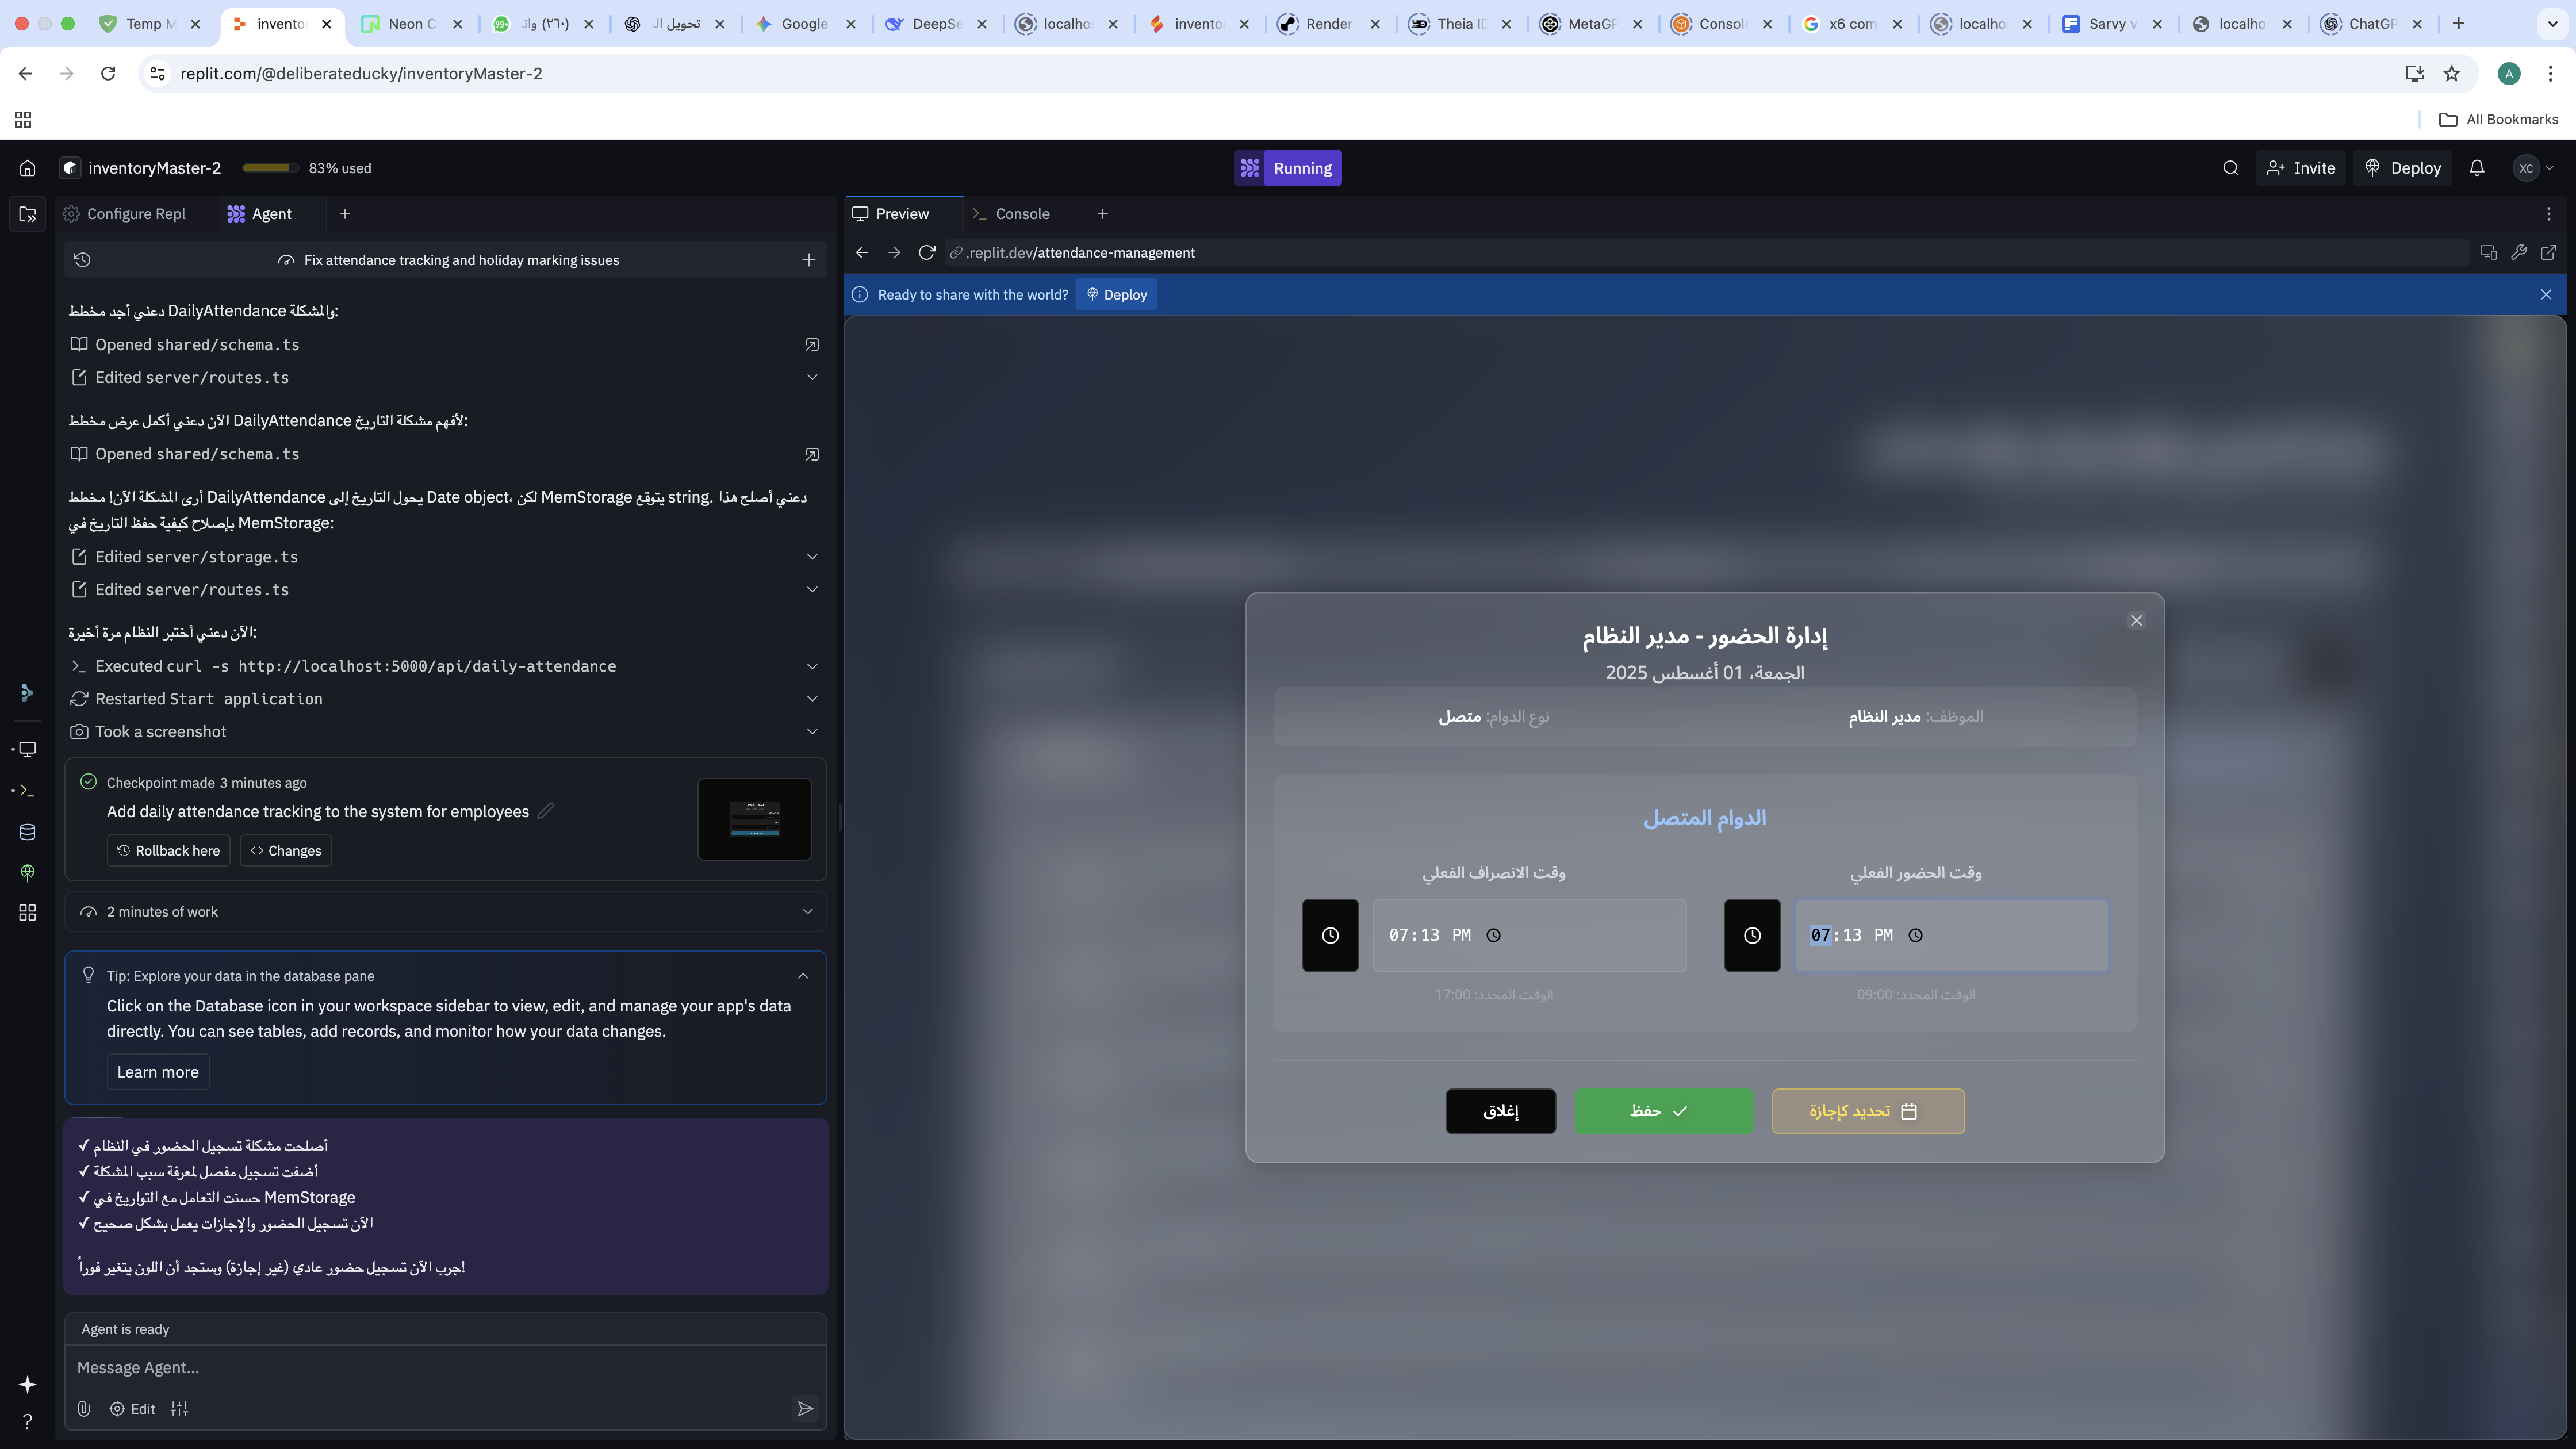 Temp M
invento
Neon C
(٢٦٠) وات
تحويل ال
Google
DeepSe
localho
invento
Render
Theia ID
MetaGP
Console
x6 com
localho
Sarvy v
localho
ChatGP
replit.com/@deliberateducky/inventoryMaster-2
A
All Bookmarks
inventoryMaster-2
83% used
Running
Invite
Deploy
XC
Configure Repl
Agent
Fix attendance tracking and holiday marking issues
دعني أجد مخطط DailyAttendance والمشكلة:
Opened shared/schema.ts
Edited server/routes.ts
الآن دعني أكمل عرض مخطط DailyAttendance لأفهم مشكلة التاريخ:
Opened shared/schema.ts
أرى المشكلة الآن! مخطط DailyAttendance يحول التاريخ إلى Date object، لكن MemStorage يتوقع string. دعني أصلح هذا
بإصلاح كيفية حفظ التاريخ في MemStorage:
Edited server/storage.ts
Edited server/routes.ts
الآن دعني أختبر النظام مرة أخيرة:
Executed curl -s http://localhost:5000/api/daily-attendance
Restarted Start application
Took a screenshot
Checkpoint made 3 minutes ago
Add daily attendance tracking to the system for employees
Rollback here
Changes
2 minutes of work
Tip: Explore your data in the database pane
Click on the Database icon in your workspace sidebar to view, edit, and manage your app's data
directly. You can see tables, add records, and monitor how your data changes.
Learn more
✓ أصلحت مشكلة تسجيل الحضور في النظام
✓ أضفت تسجيل مفصل لمعرفة سبب المشكلة
✓ حسنت التعامل مع التواريخ في MemStorage
✓ الآن تسجيل الحضور والإجازات يعمل بشكل صحيح
جرب الآن تسجيل حضور عادي (غير إجازة) وستجد أن اللون يتغير فوراً!
Agent is ready
Message Agent...
Edit
Preview
Console
.replit.dev/attendance-management
Ready to share with the world?
Deploy
إدارة الحضور - مدير النظام
الجمعة، 01 أغسطس 2025
الموظف: مدير النظام
نوع الدوام: متصل
الدوام المتصل
وقت الحضور الفعلي
07:13 PM
الوقت المحدد: 09:00
وقت الانصراف الفعلي
07:13 PM
الوقت المحدد: 17:00
تحديد كإجازة
حفظ
إغلاق